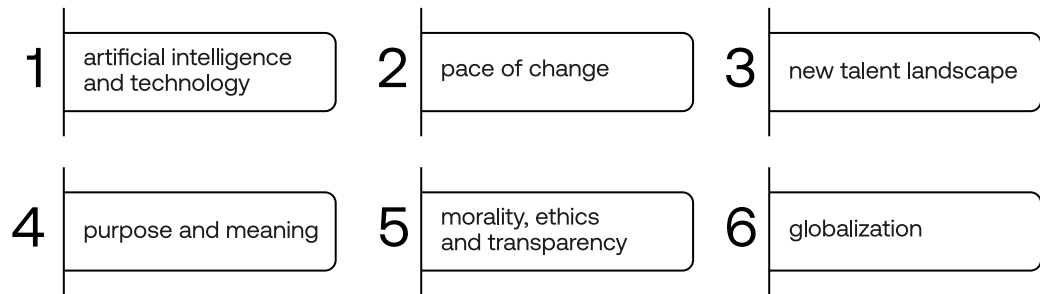 1
artificial intelligence
and technology
2
pace of change
3
new talent landscape
4
purpose and meaning
5
morality, ethics
and transparency
6
globalization